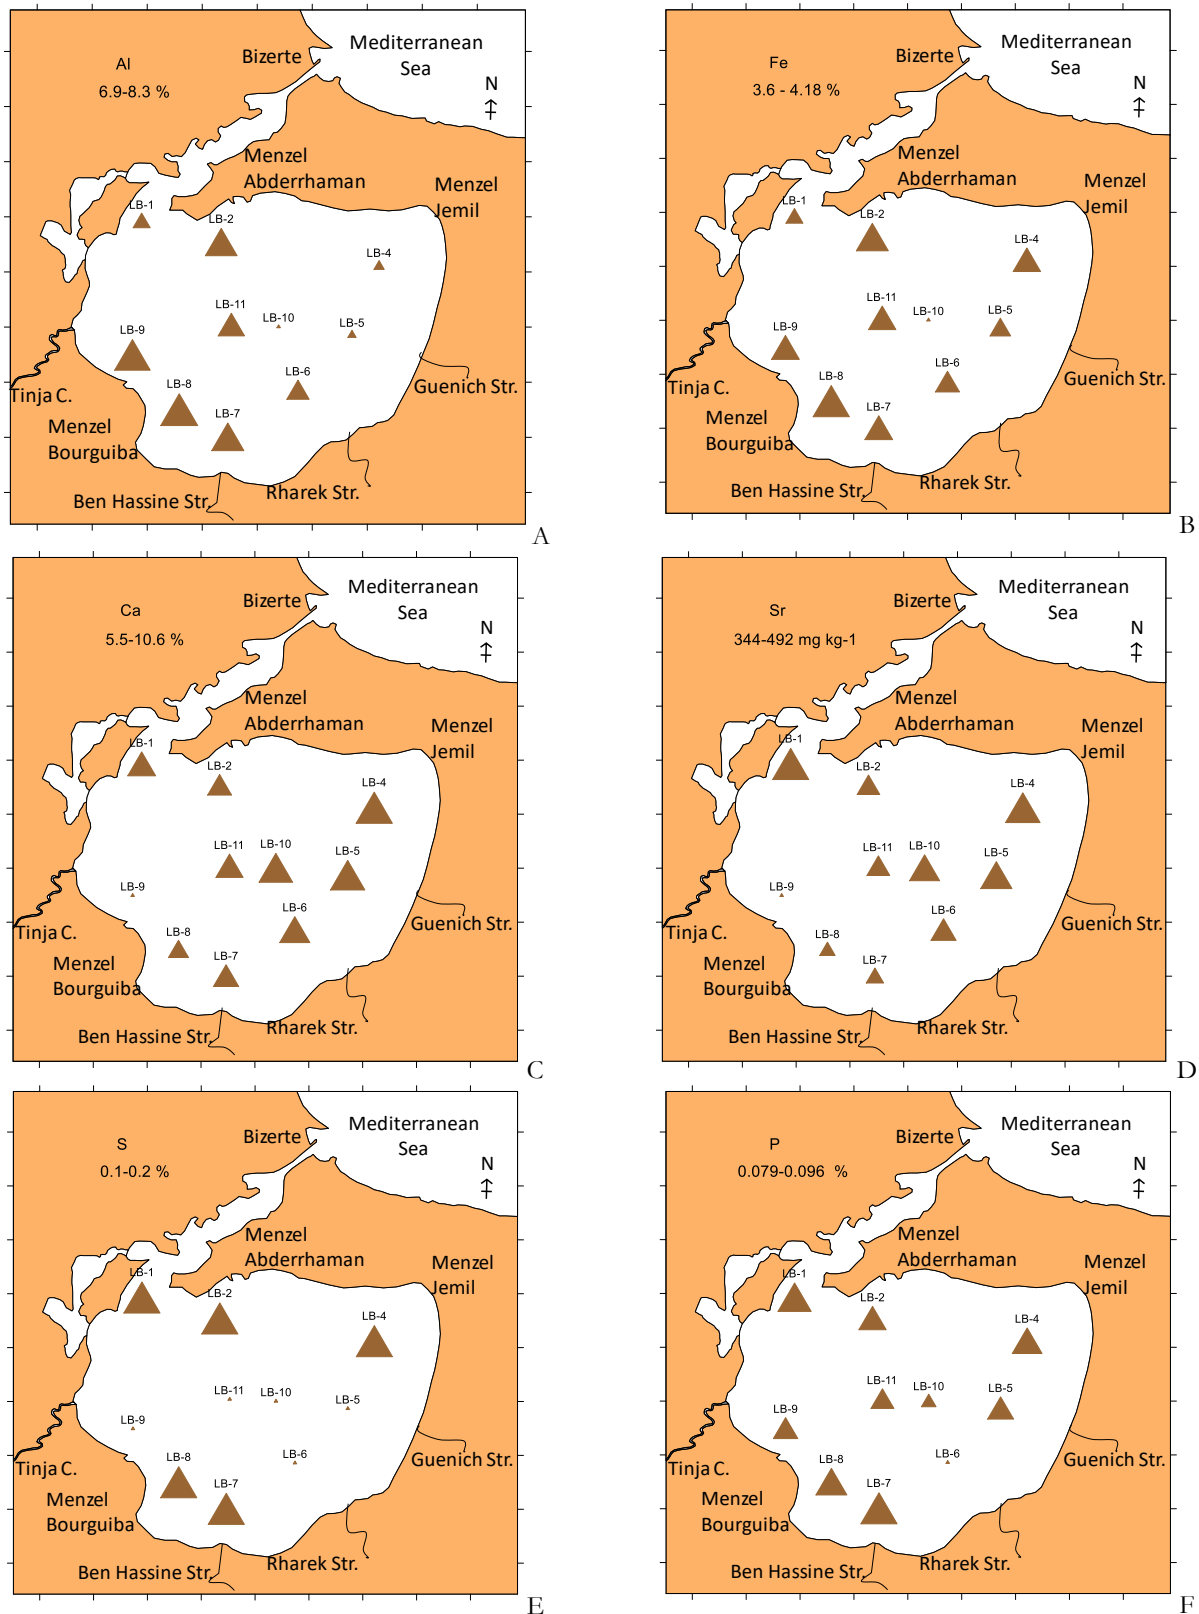 Mediterranean
Sea
Bizerte
Al
6.9-8.3 %
N
Menzel
Abderrhaman
Menzel
Jemil
LB-1
LB-2
LB-4
LB-11
LB-10
LB-5
LB-9
LB-6
LB-8
LB-7
Tinja C.
Guenich Str.
Menzel
Bourguiba
Ben Hassine Str.
Rharek Str.
A
Mediterranean
Sea
Bizerte
Fe
3.6 - 4.18 %
N
Menzel
Abderrhaman
Menzel
Jemil
LB-1
LB-2
LB-4
LB-11
LB-10
LB-5
LB-9
LB-6
LB-8
LB-7
Tinja C.
Guenich Str.
Menzel
Bourguiba
Ben Hassine Str.
Rharek Str.
B
Mediterranean
Sea
Bizerte
Ca
5.5-10.6 %
N
Menzel
Abderrhaman
Menzel
Jemil
LB-1
LB-2
LB-4
LB-11
LB-10
LB-5
LB-9
LB-6
LB-8
LB-7
Tinja C.
Guenich Str.
Menzel
Bourguiba
Ben Hassine Str.
Rharek Str.
C
Mediterranean
Sea
Bizerte
Sr
344-492 mg kg-1
N
Menzel
Abderrhaman
Menzel
Jemil
LB-1
LB-2
LB-4
LB-11
LB-10
LB-5
LB-9
LB-6
LB-8
LB-7
Tinja C.
Guenich Str.
Menzel
Bourguiba
Ben Hassine Str.
Rharek Str.
D
Mediterranean
Sea
Bizerte
S
0.1-0.2 %
N
Menzel
Abderrhaman
Menzel
Jemil
LB-1
LB-2
LB-4
LB-11
LB-10
LB-5
LB-9
LB-6
LB-8
LB-7
Tinja C.
Guenich Str.
Menzel
Bourguiba
Ben Hassine Str.
Rharek Str.
E
Mediterranean
Sea
Bizerte
P
0.079-0.096 %
N
Menzel
Abderrhaman
Menzel
Jemil
LB-1
LB-2
LB-4
LB-11
LB-10
LB-5
LB-9
LB-6
LB-8
LB-7
Tinja C.
Guenich Str.
Menzel
Bourguiba
Ben Hassine Str.
Rharek Str.
F